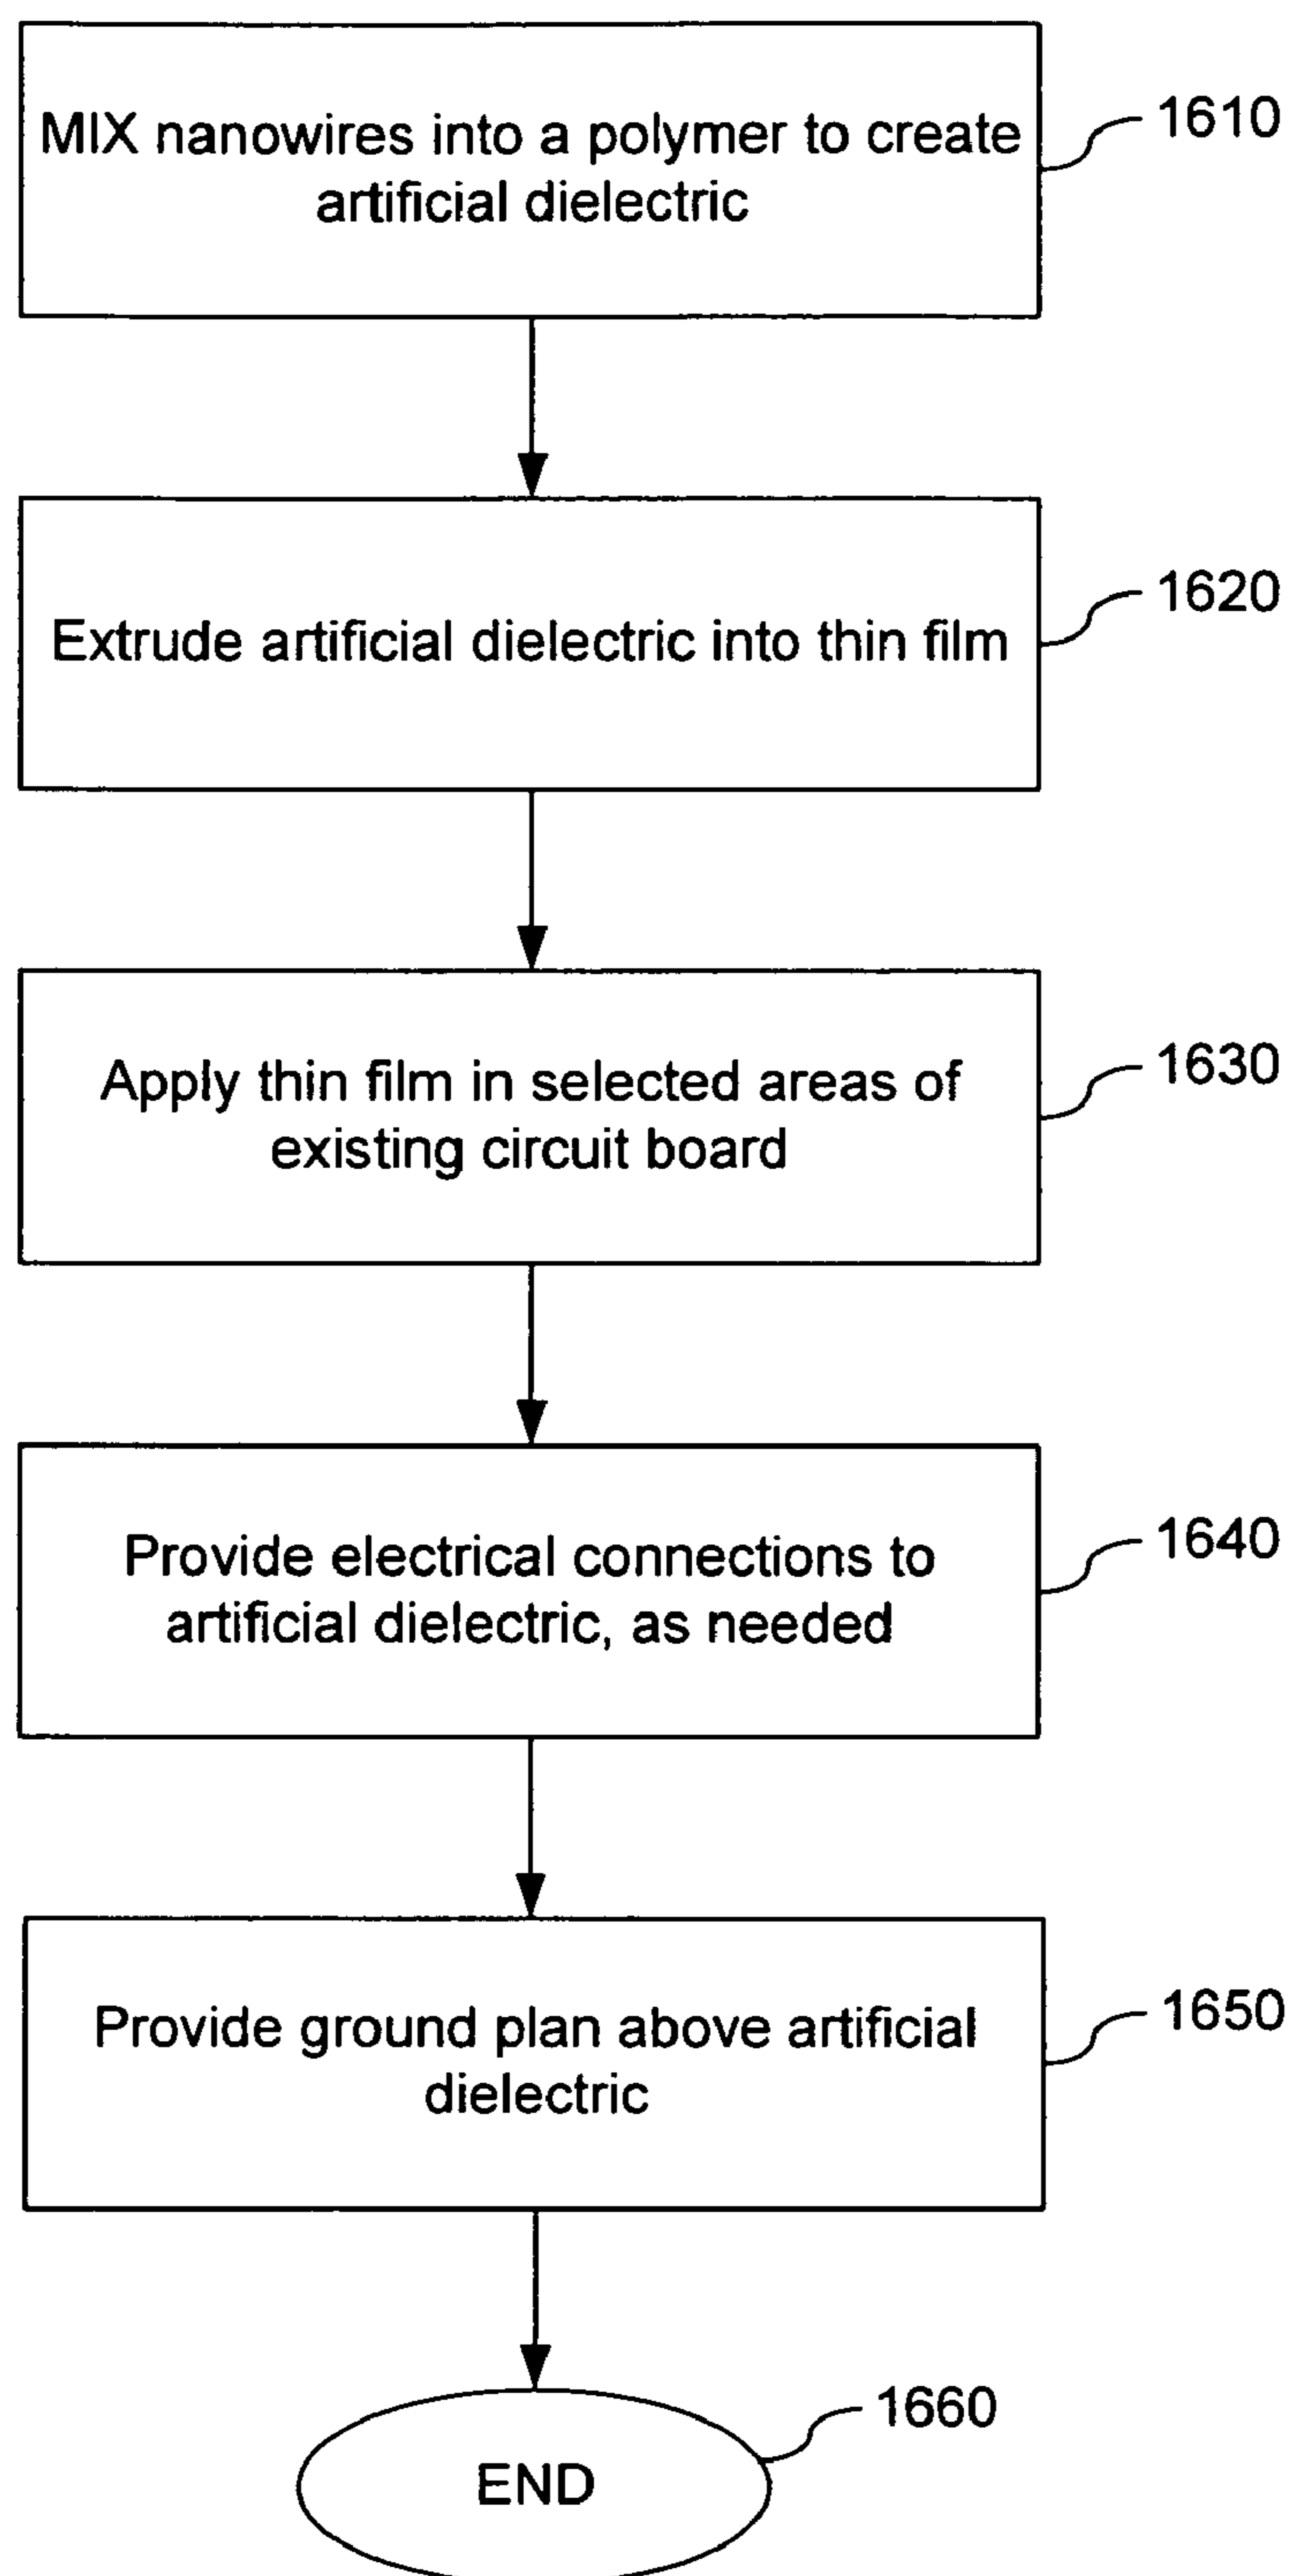 MIX nanowires into a polymer to create
artificial dielectric
1610
Extrude artificial dielectric into thin film
1620
Apply thin film in selected areas of
existing circuit board
1630
Provide electrical connections to
artificial dielectric, as needed
1640
Provide ground plan above artificial
dielectric
1650
END
1660